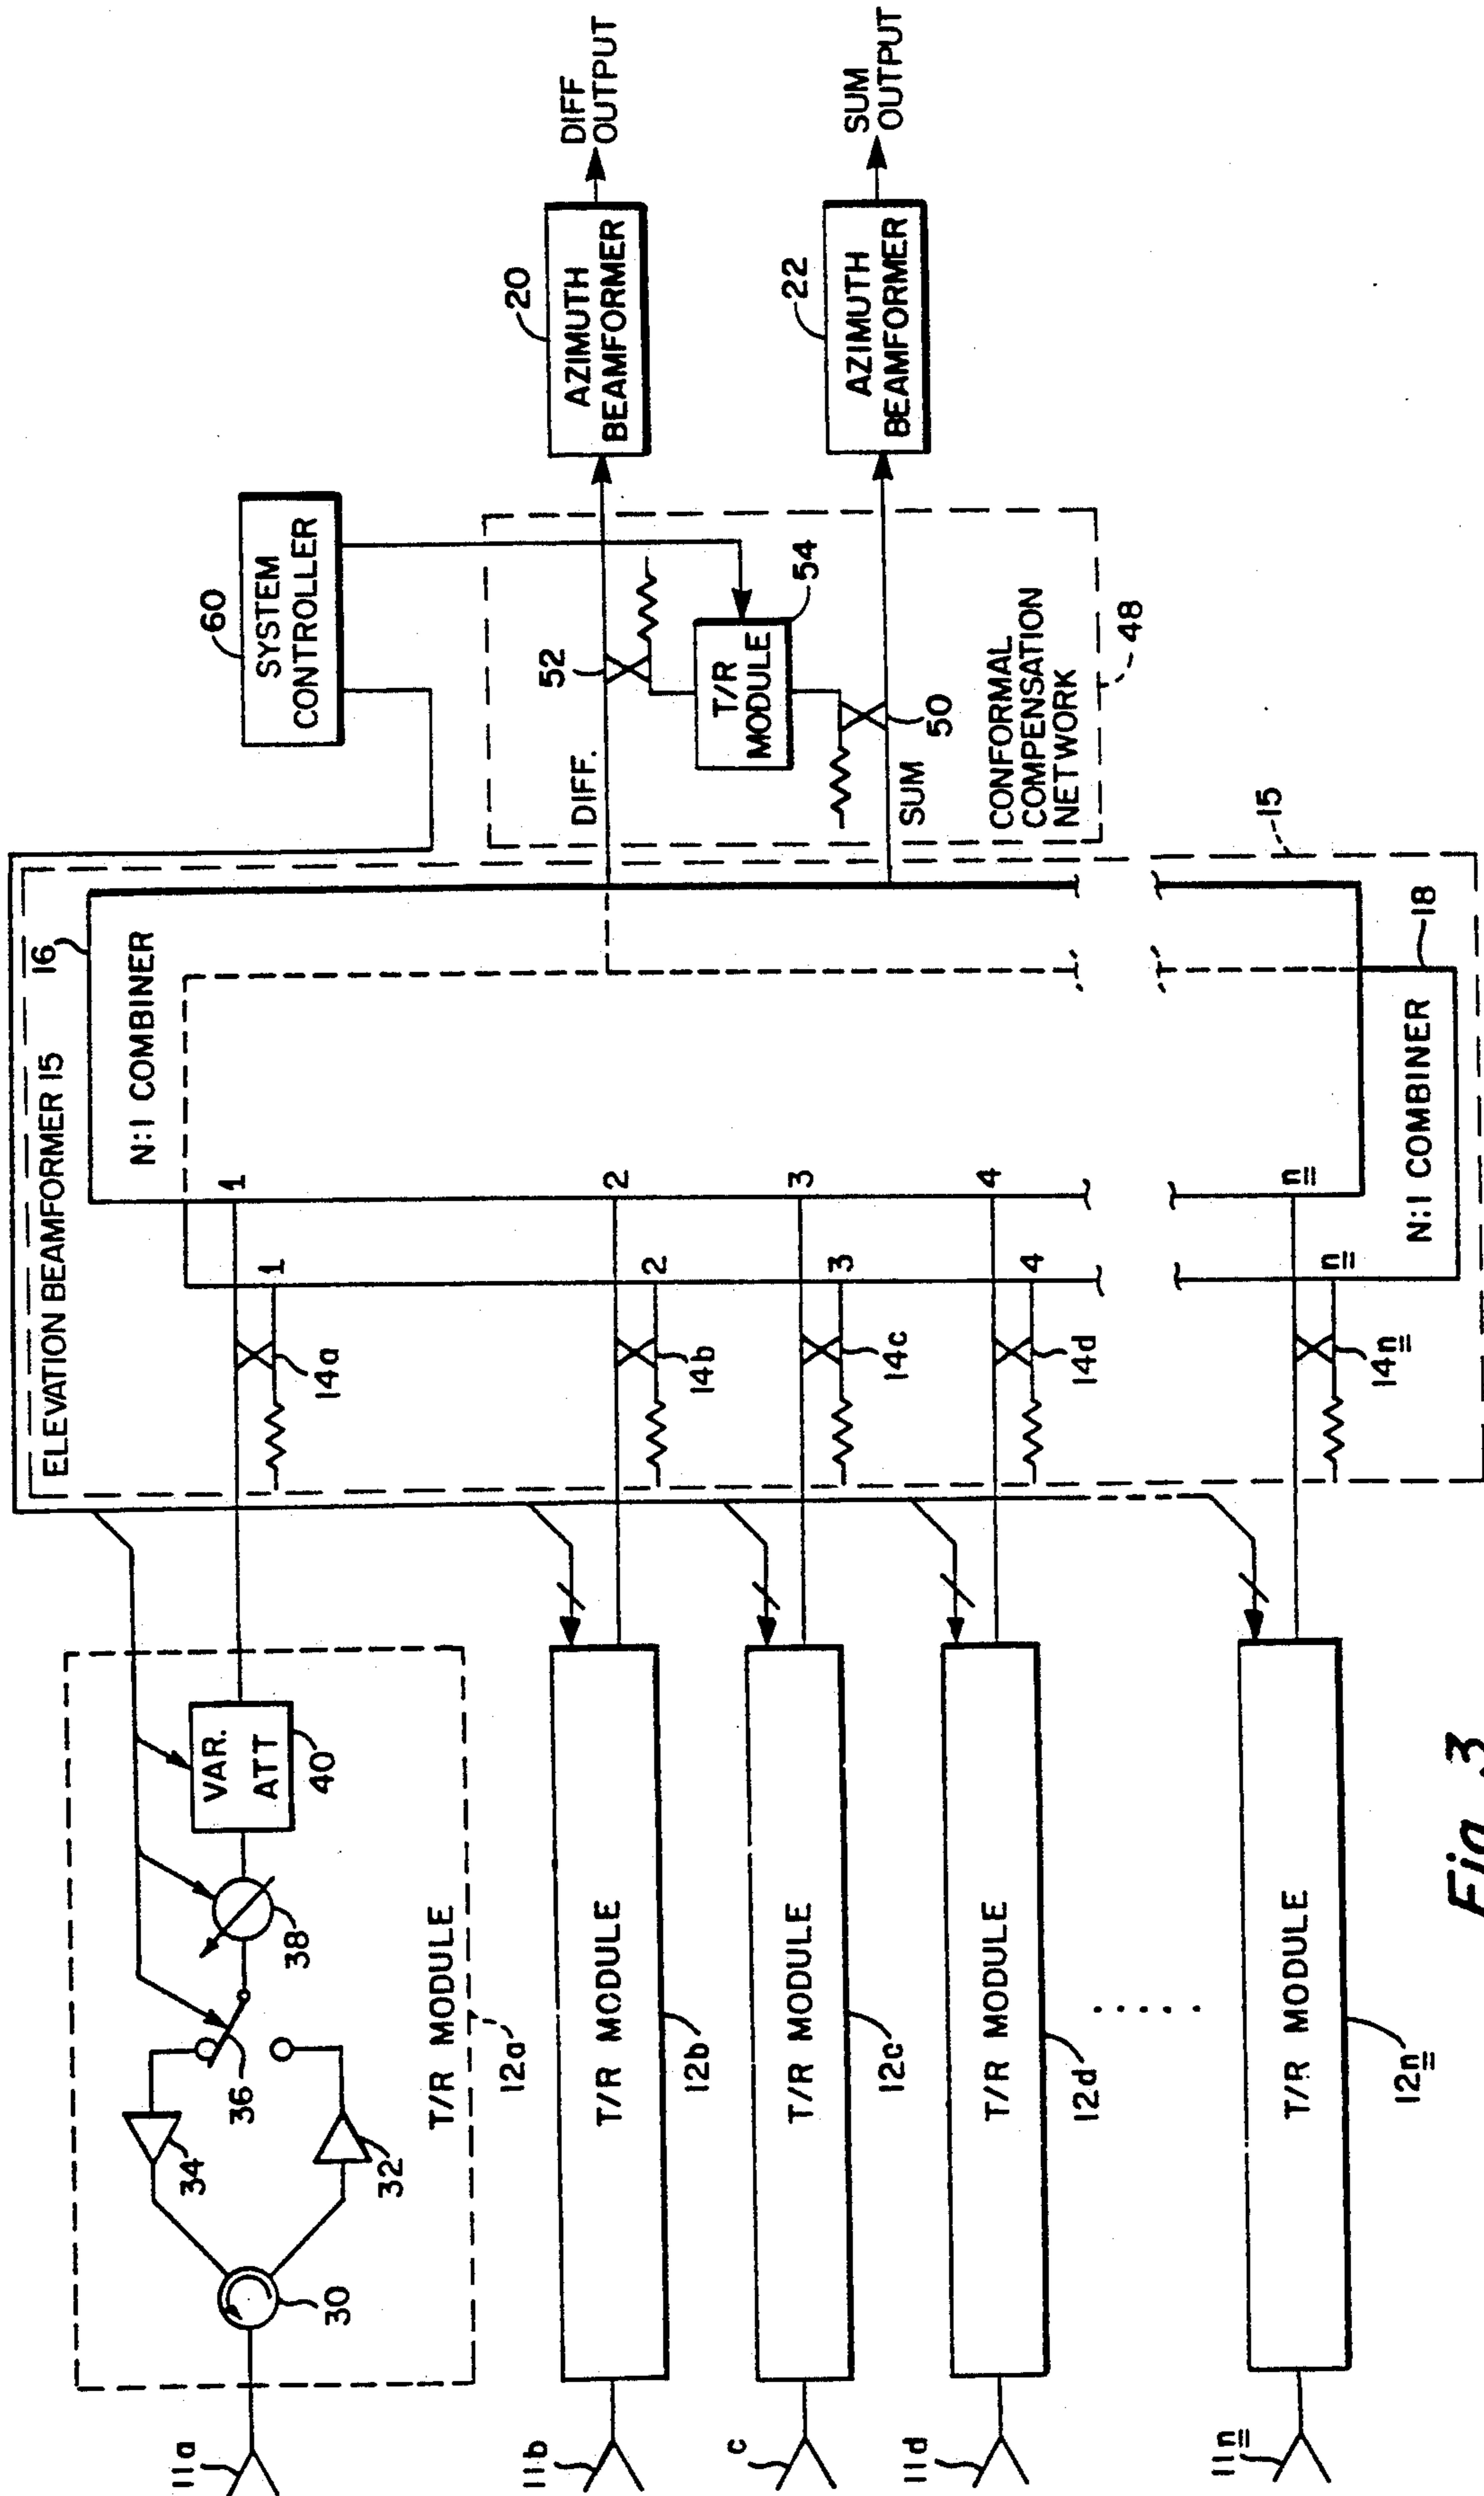 11a
30
34
32
36
38
VAR.
ATT
40
T/R MODULE
12a
11b
T/R MODULE
12b
c
T/R MODULE
12c
11d
T/R MODULE
12d
11n
T/R MODULE
12n
ELEVATION BEAMFORMER 15
16
N:1 COMBINER
1
1
14a
2
2
14b
3
3
14c
4
4
14d
n
n
14n
N:1 COMBINER
18
15
60
SYSTEM
CONTROLLER
DIFF.
52
T/R
MODULE
54
50
SUM
CONFORMAL
COMPENSATION
NETWORK
48
20
AZIMUTH
BEAMFORMER
DIFF
OUTPUT
22
AZIMUTH
BEAMFORMER
SUM
OUTPUT
Fig. 3